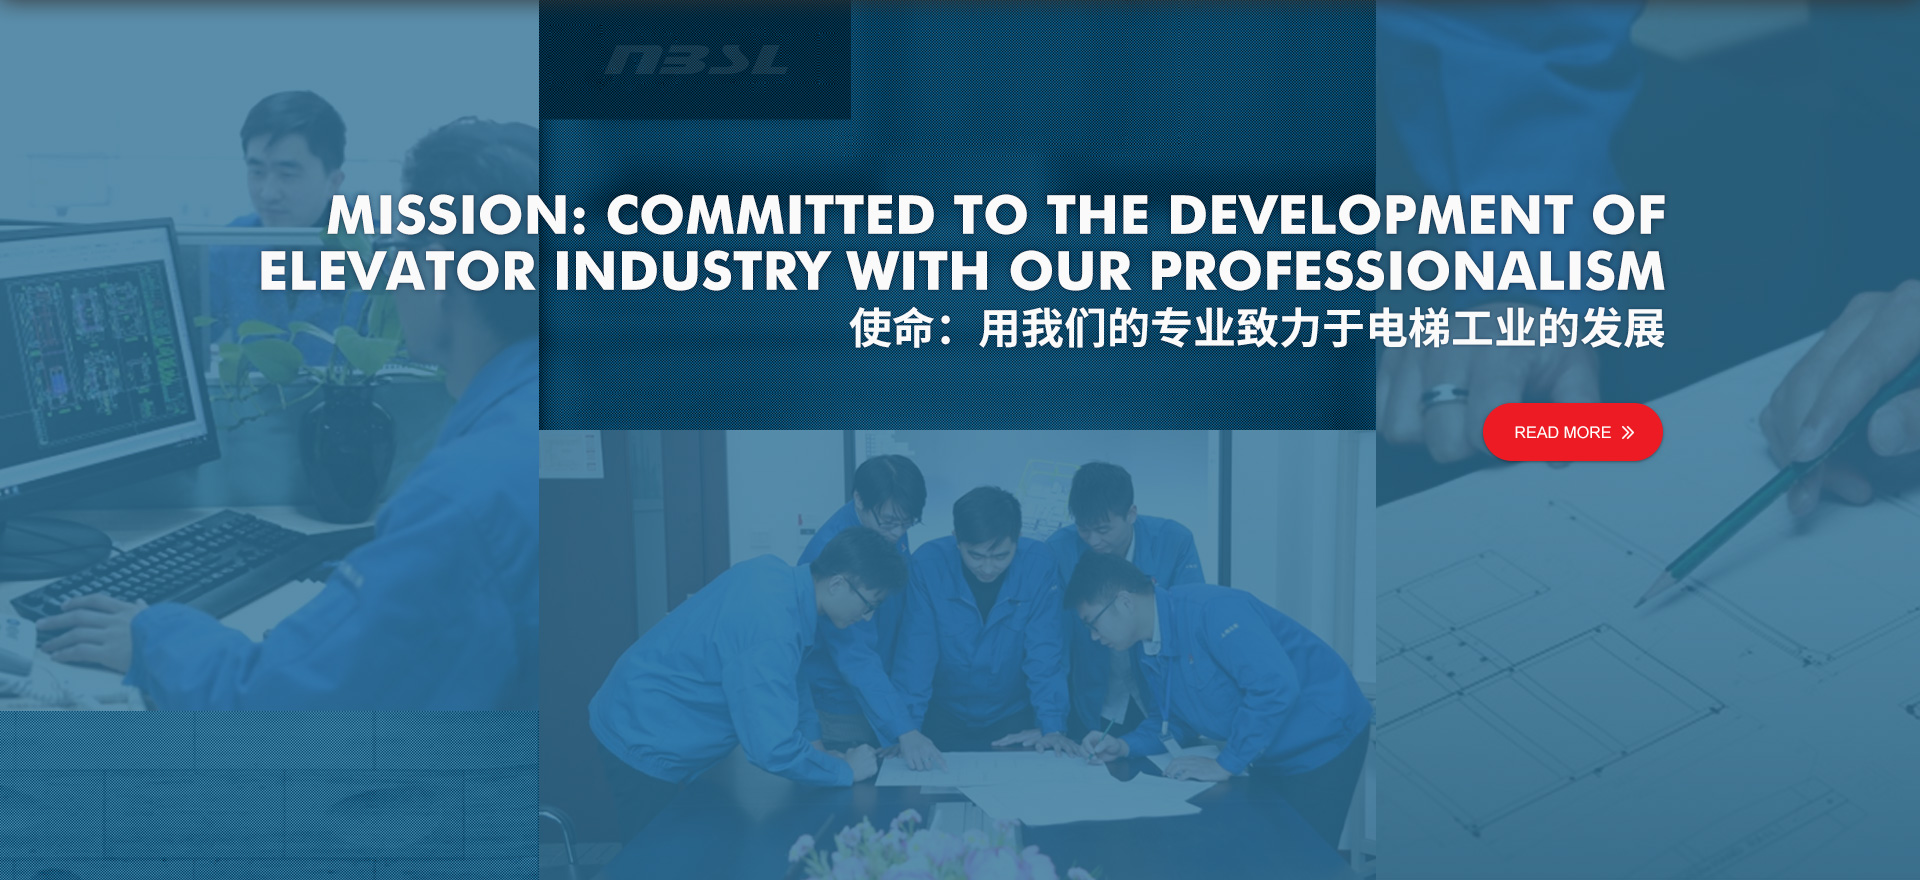 NBSL
MISSION: COMMITTED TO THE DEVELOPMENT OF
ELEVATOR INDUSTRY WITH OUR PROFESSIONALISM
使命：用我们的专业致力于电梯工业的发展
READ MORE »